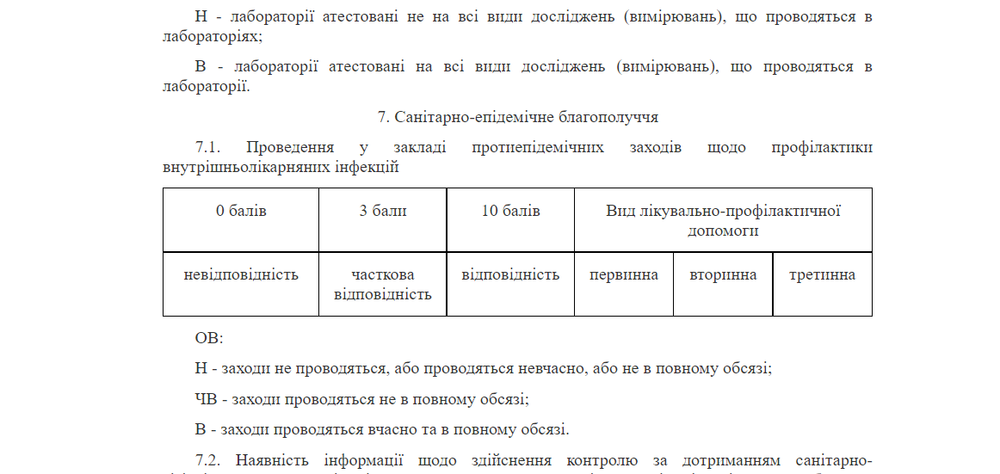 Н - лабораторії атестовані не на всі види досліджень (вимірювань), що проводяться в
лабораторіях;
В - лабораторії атестовані на всі види досліджень (вимірювань), що проводяться в
лабораторії.
7. Санітарно-епідемічне благополуччя
7.1. Проведення у закладі протиепідемічних заходів щодо профілактики
внутрішньолікарняних інфекцій
0 балів 3 бали 10 балів Вид лікувально-профілактичної
допомоги
невідповідність часткова відповідність первинна вторинна третинна
відповідність
ОВ:
Н - заходи не проводяться, або проводяться невчасно, або не в повному обсязі;
ЧВ - заходи проводяться не в повному обсязі;
В - заходи проводяться вчасно та в повному обсязі.
7.2. Наявність інформації щодо здійснення контролю за дотриманням санітарно-